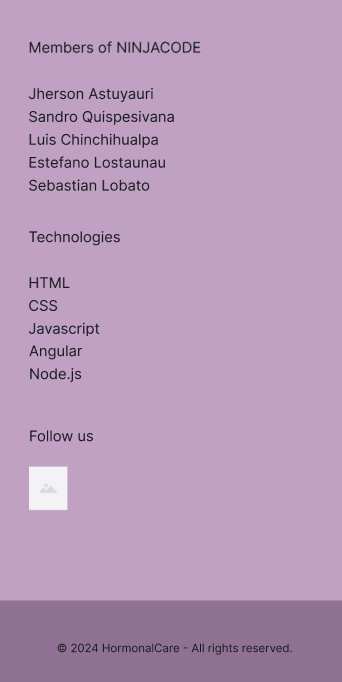 Members of NINJACODE
Jherson Astuyauri
Sandro Quispesivana
Luis Chinchihualpa
Estefano Lostaunau
Sebastian Lobato
Technologies
HTML
CSS
Javascript
Angular
Node.js
Follow us
© 2024 HormonalCare - All rights reserved.